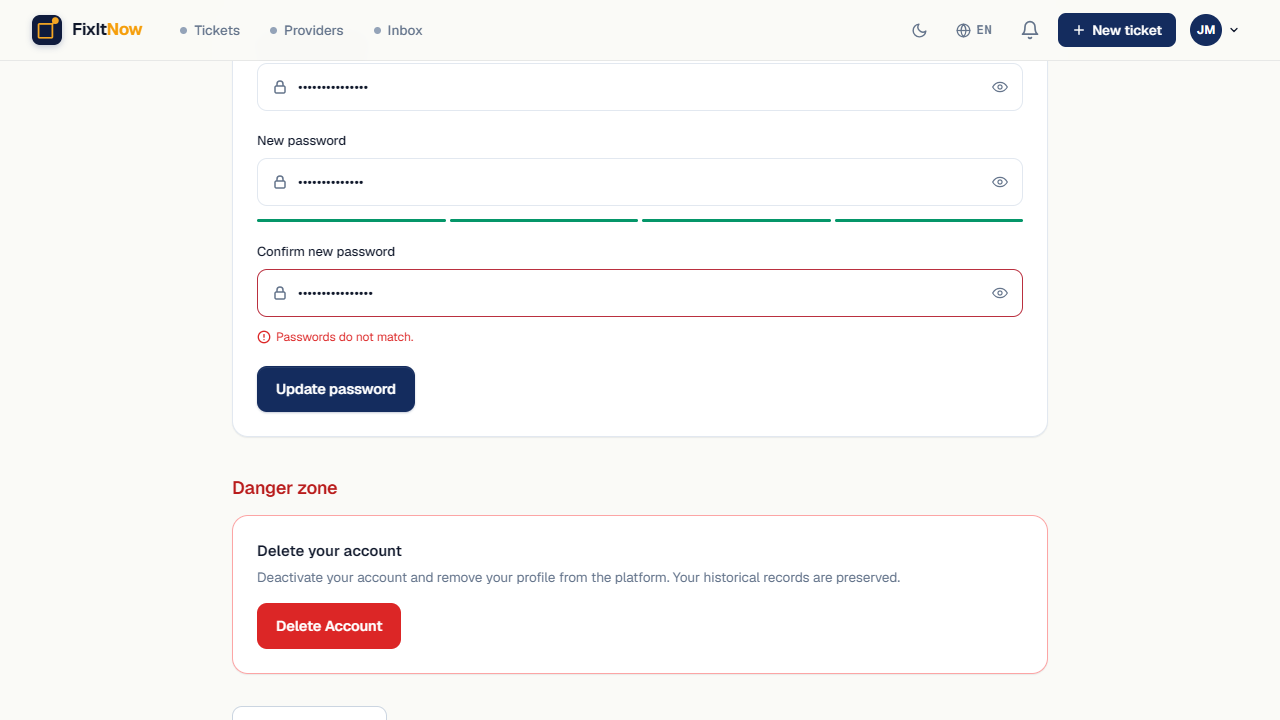 FixItNow
Tickets
Providers
Inbox
EN
+ New ticket
JM
•••••••••••••••
New password
••••••••••••••
Confirm new password
••••••••••••••••
Passwords do not match.
Update password
Danger zone
Delete your account
Deactivate your account and remove your profile from the platform. Your historical records are preserved.
Delete Account